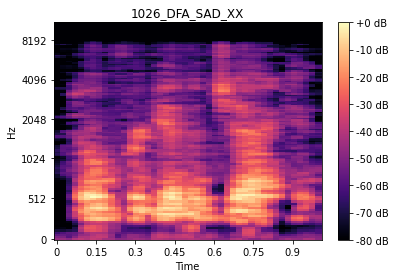 1026_DFA_SAD_XX
8192
4096
2048
1024
512
0
Hz
0 0.15 0.3 0.45 0.6 0.75 0.9
Time
+0 dB
-10 dB
-20 dB
-30 dB
-40 dB
-50 dB
-60 dB
-70 dB
-80 dB